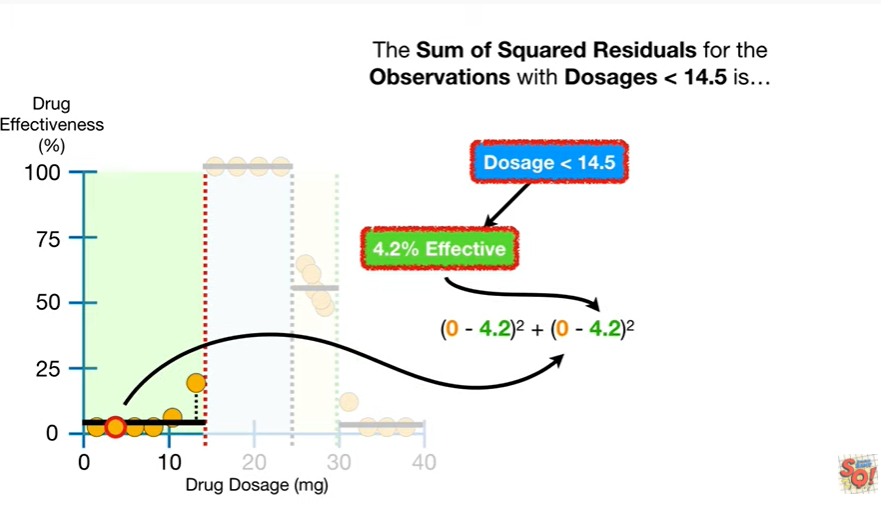 The Sum of Squared Residuals for the
Observations with Dosages < 14.5 is…
Drug
Effectiveness
(%)
100
75
50
25
0
Dosage < 14.5
4.2% Effective
(0 - 4.2)² + (0 - 4.2)²
0 10 20 30 40
Drug Dosage (mg)
SQ!